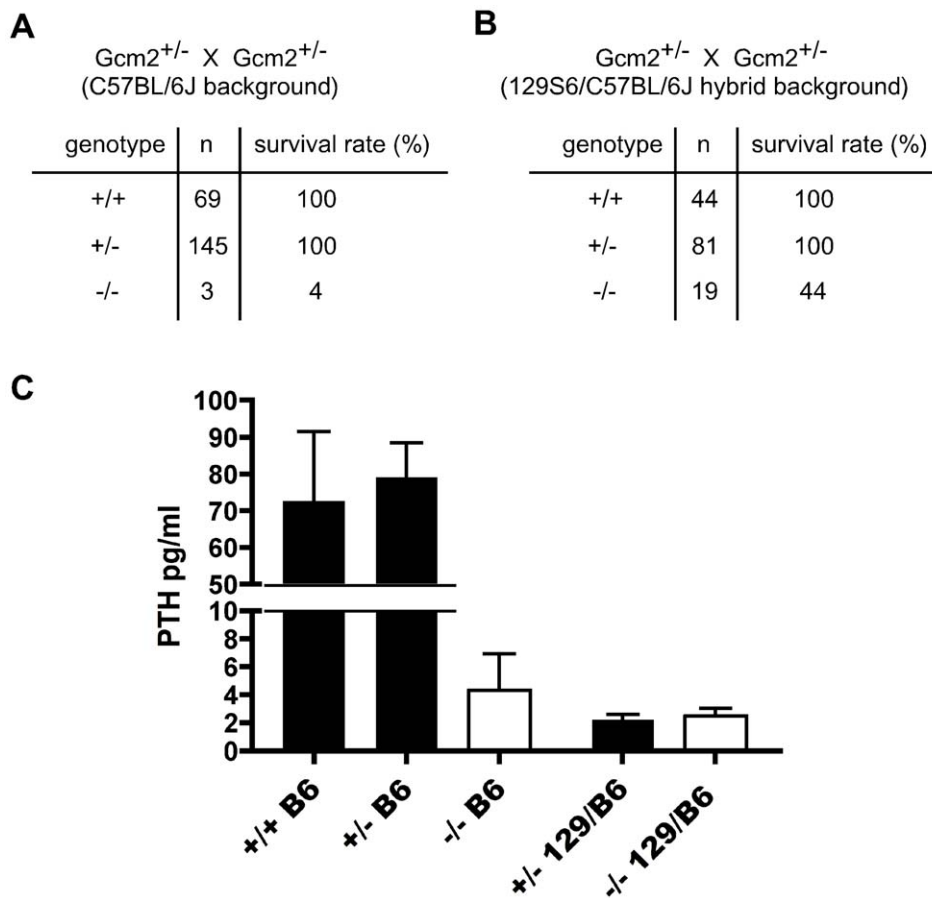 A
Gcm2+/- X Gcm2+/-
(C57BL/6J background)
genotype n survival rate (%)
+/+ 69 100
+/- 145 100
-/- 3 4
B
Gcm2+/- X Gcm2+/-
(129S6/C57BL/6J hybrid background)
genotype n survival rate (%)
+/+ 44 100
+/- 81 100
-/- 19 44
C
PTH pg/ml
100
90
80
70
60
50
10
8
6
4
2
0
+/+ B6
+/- B6
-/- B6
+/- 129/B6
-/- 129/B6